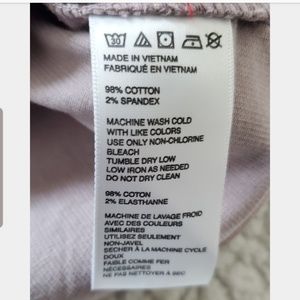 30
MADE IN VIETNAM
FABRIQUÉ EN VIETNAM
98% COTTON
2% SPANDEX
MACHINE WASH COLD
WITH LIKE COLORS
USE ONLY NON-CHLORINE
BLEACH
TUMBLE DRY LOW
LOW IRON AS NEEDED
DO NOT DRY CLEAN
98% COTON
2% ELASTHANNE
MACHINE DE LAVAGE FROID
AVEC DES COULEURS
SIMILAIRES
UTILISEZ SEULEMENT
NON-JAVEL
SÉCHER À LA MACHINE CYCLE
DOUX
FAIBLE COMME FER
NÉCESSAIRES
NE PAS NETTOYER À SEC